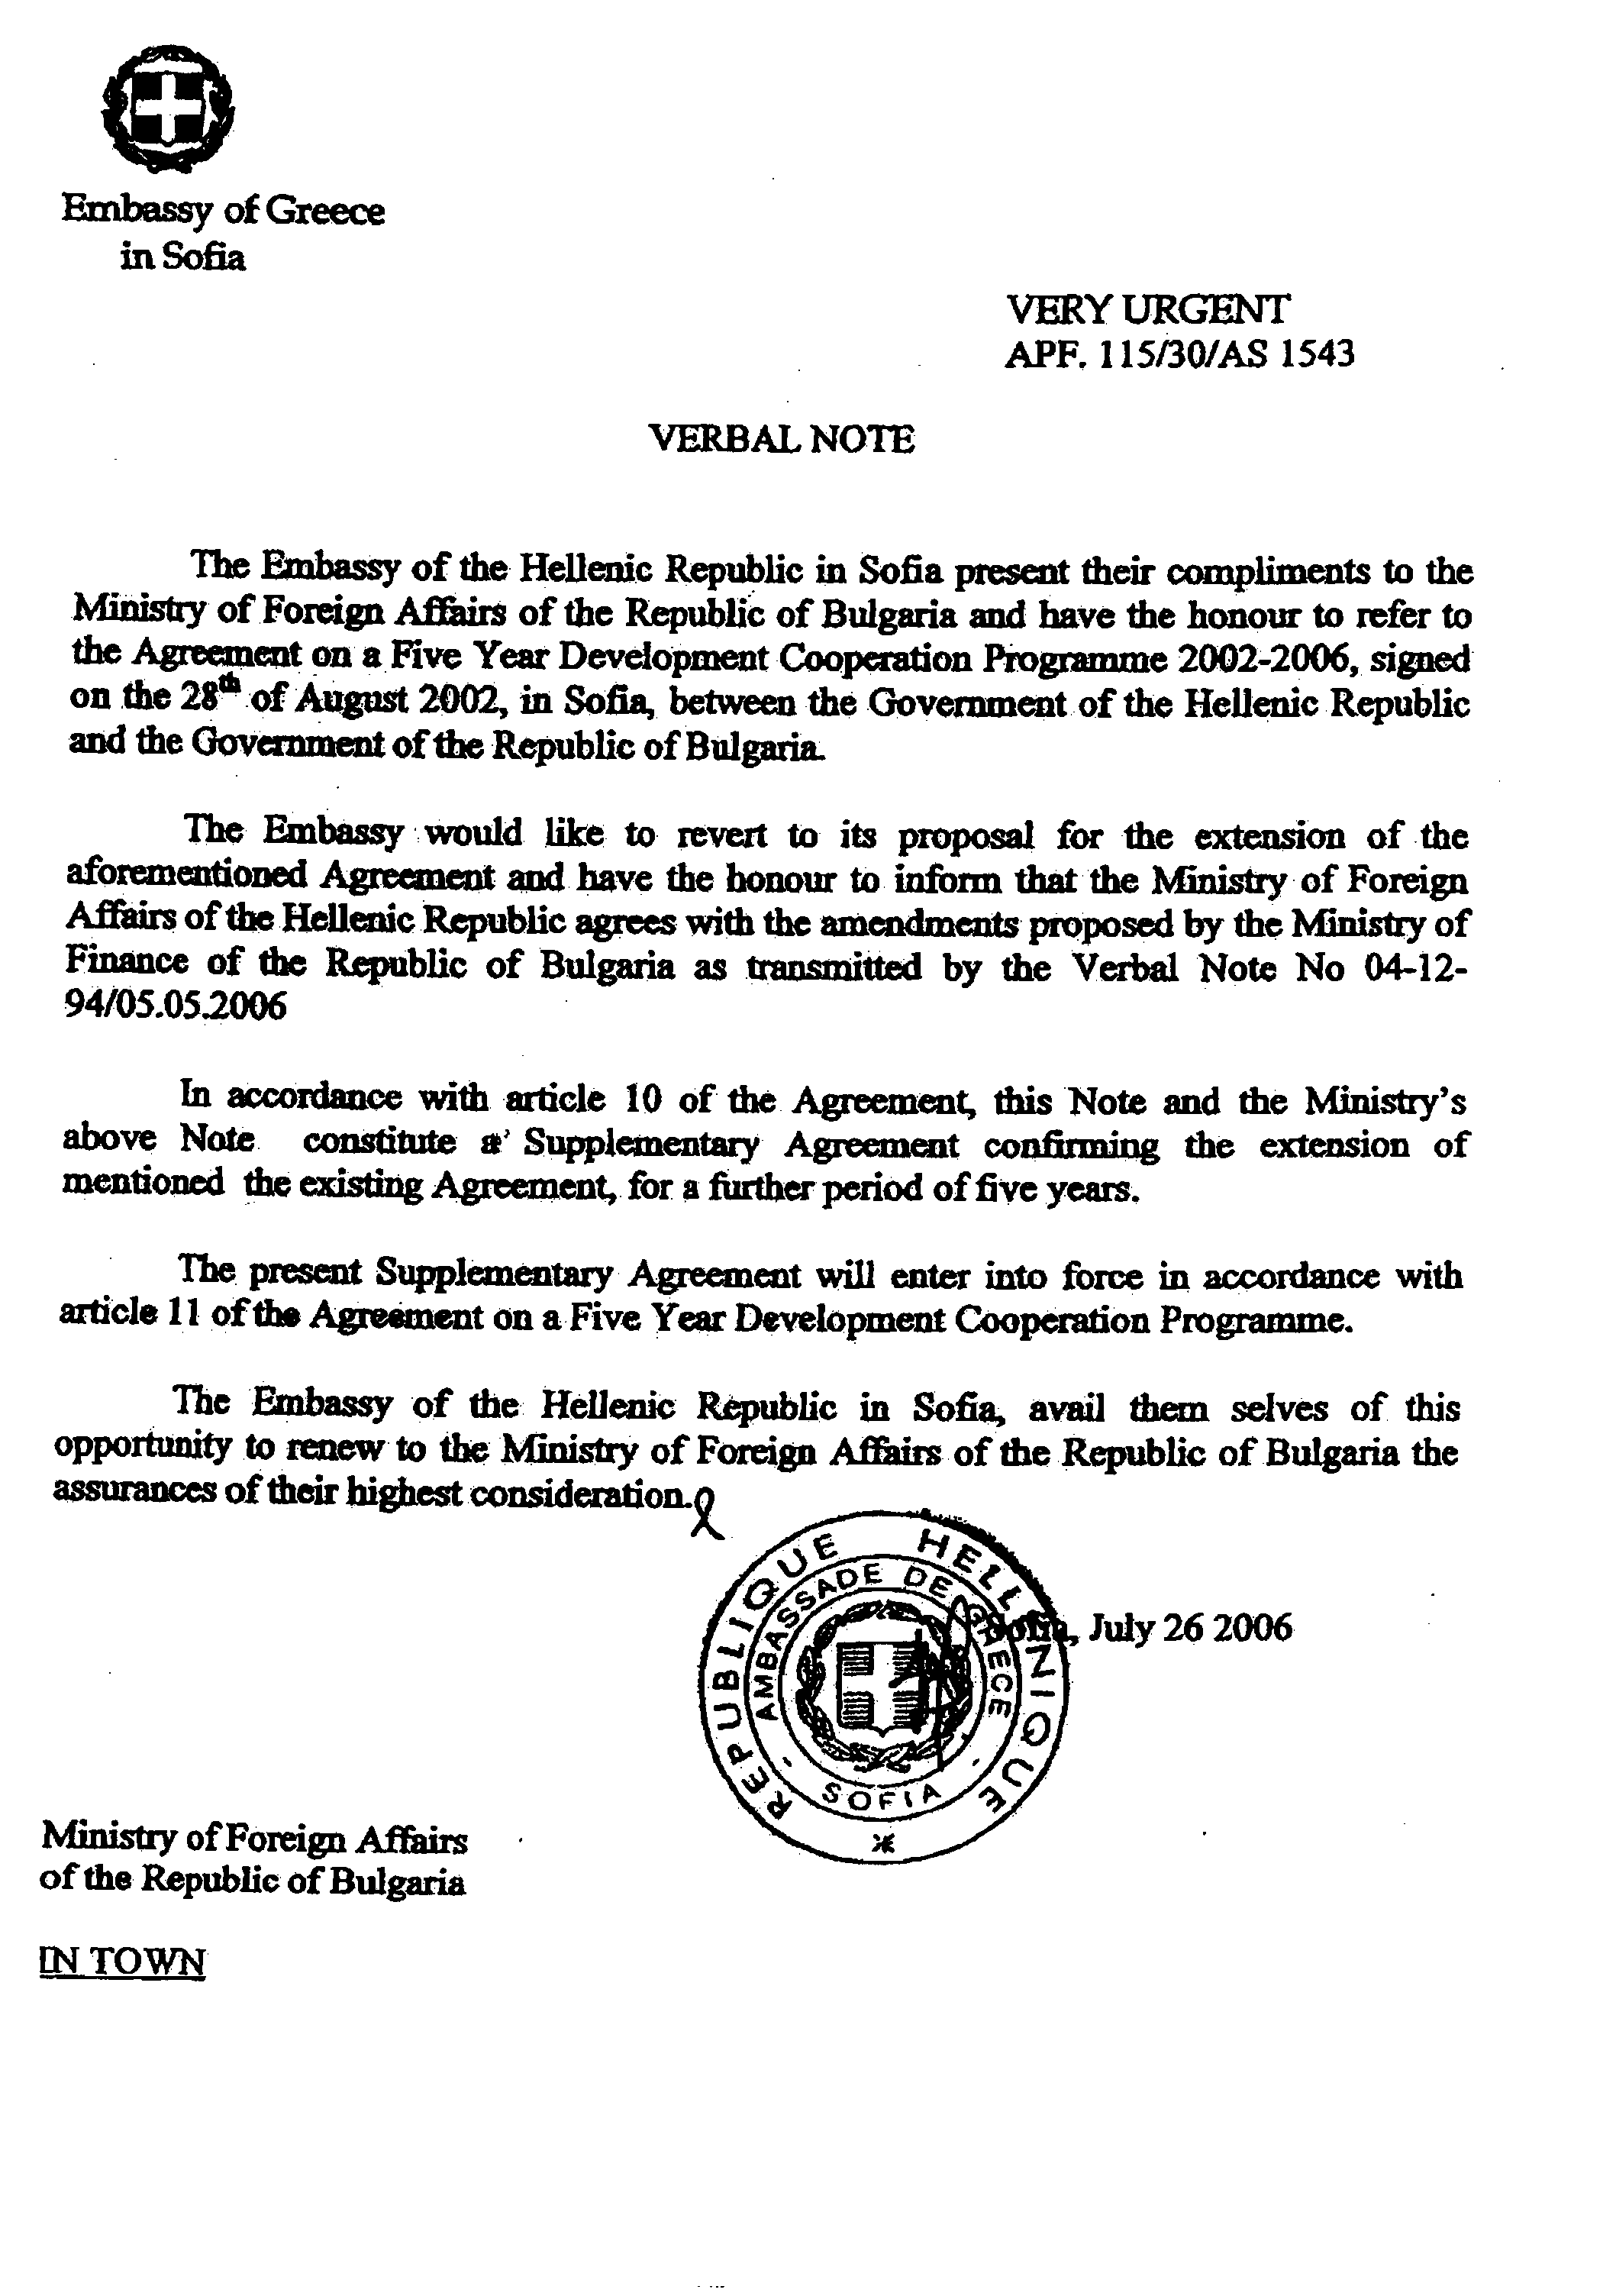 Embassy of Greece
in Sofia
VERY URGENT
APF. 115/30/AS 1543
VERBAL NOTE
The Embassy of the Hellenic Republic in Sofia present their compliments to the
Ministry of Foreign Affairs of the Republic of Bulgaria and have the honour to refer to
the Agreement on a Five Year Development Cooperation Programme 2002-2006, signed
on the 28th of August 2002, in Sofia, between the Government of the Hellenic Republic
and the Government of the Republic of Bulgaria.
The Embassy would like to revert to its proposal for the extension of the
aforementioned Agreement and have the honour to inform that the Ministry of Foreign
Affairs of the Hellenic Republic agrees with the amendments proposed by the Ministry of
Finance of the Republic of Bulgaria as transmitted by the Verbal Note No 04-12-
94/05.05.2006
In accordance with article 10 of the Agreement, this Note and the Ministry's
above Note constitute a' Supplementary Agreement confirming the extension of
mentioned the existing Agreement, for a further period of five years.
The present Supplementary Agreement will enter into force in accordance with
article 11 of the Agreement on a Five Year Development Cooperation Programme.
The Embassy of the Hellenic Republic in Sofia, avail them selves of this
opportunity to renew to the Ministry of Foreign Affairs of the Republic of Bulgaria the
assurances of their highest consideration.
REPUBLIQUE HELLENIQUE
AMBASSADE DE GRECE
- SOFIA -
Sofia, July 26 2006
Ministry of Foreign Affairs
of the Republic of Bulgaria
IN TOWN